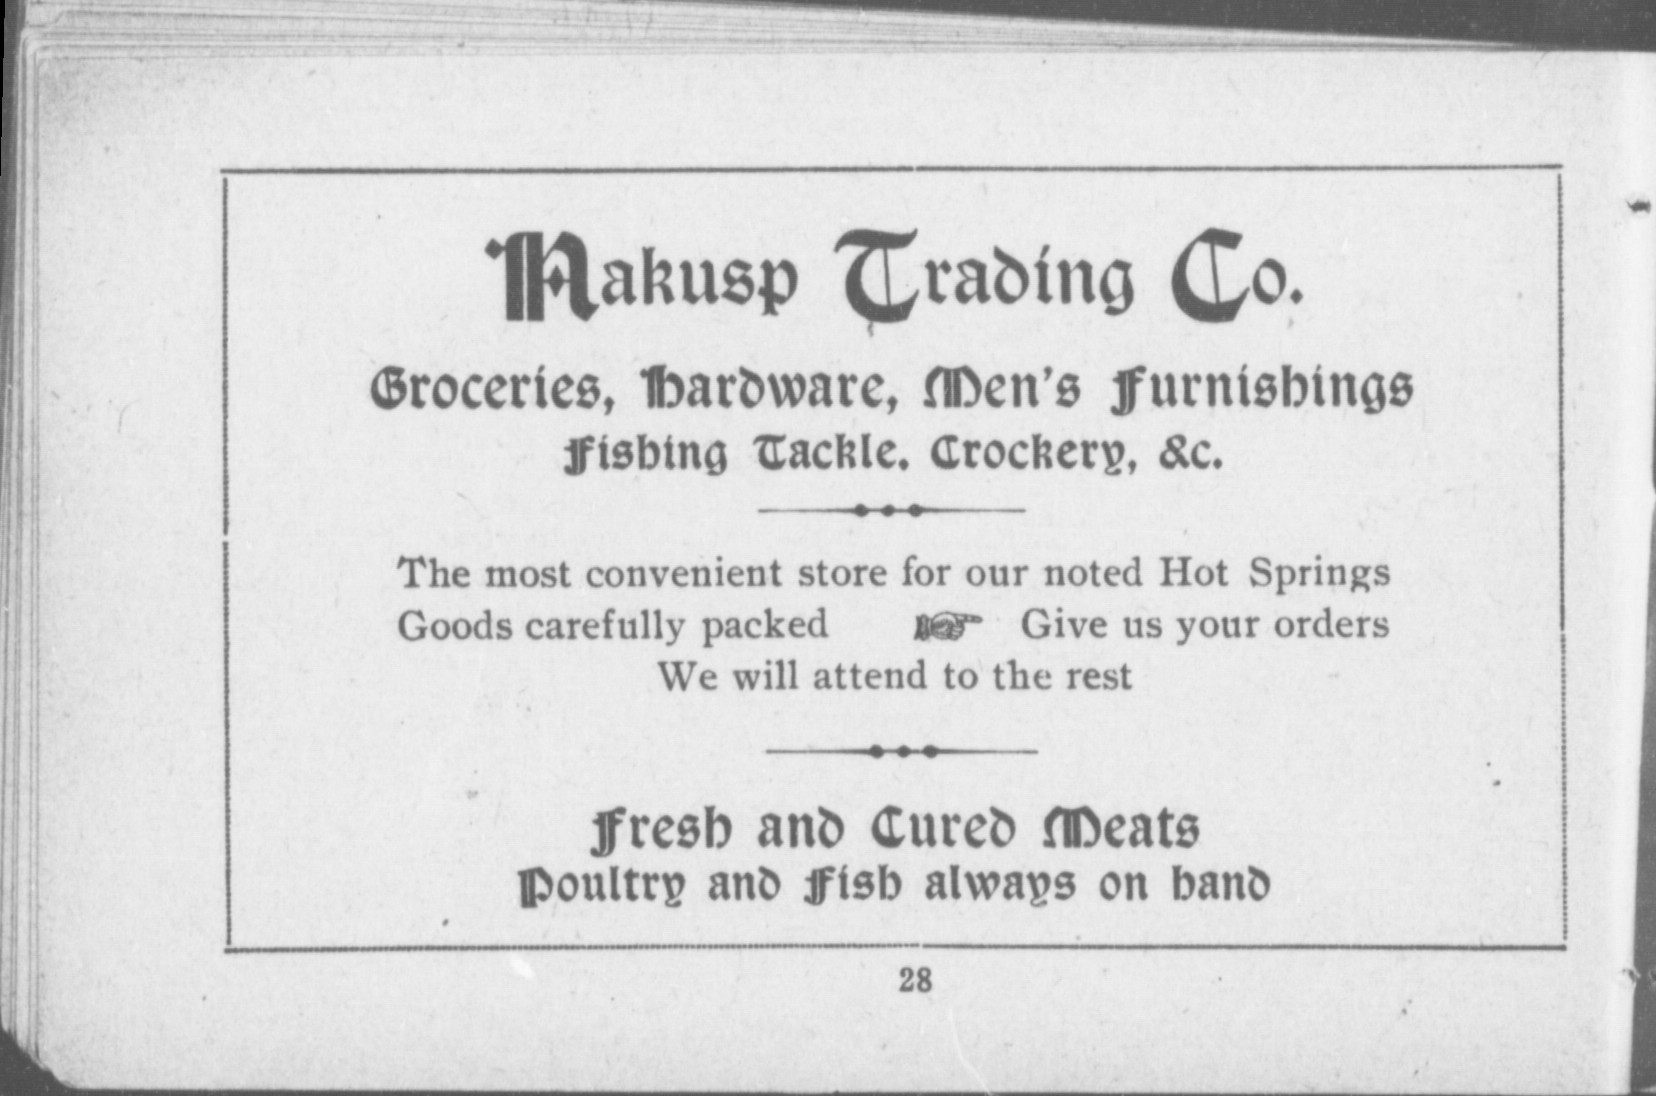 Nakusp Trading Co.
Groceries, Hardware, Men's Furnishings
Fishing Tackle. Crockery, &c.
The most convenient store for our noted Hot Springs
Goods carefully packed ☞ Give us your orders
We will attend to the rest
Fresh and Cured Meats
Poultry and Fish always on hand
28